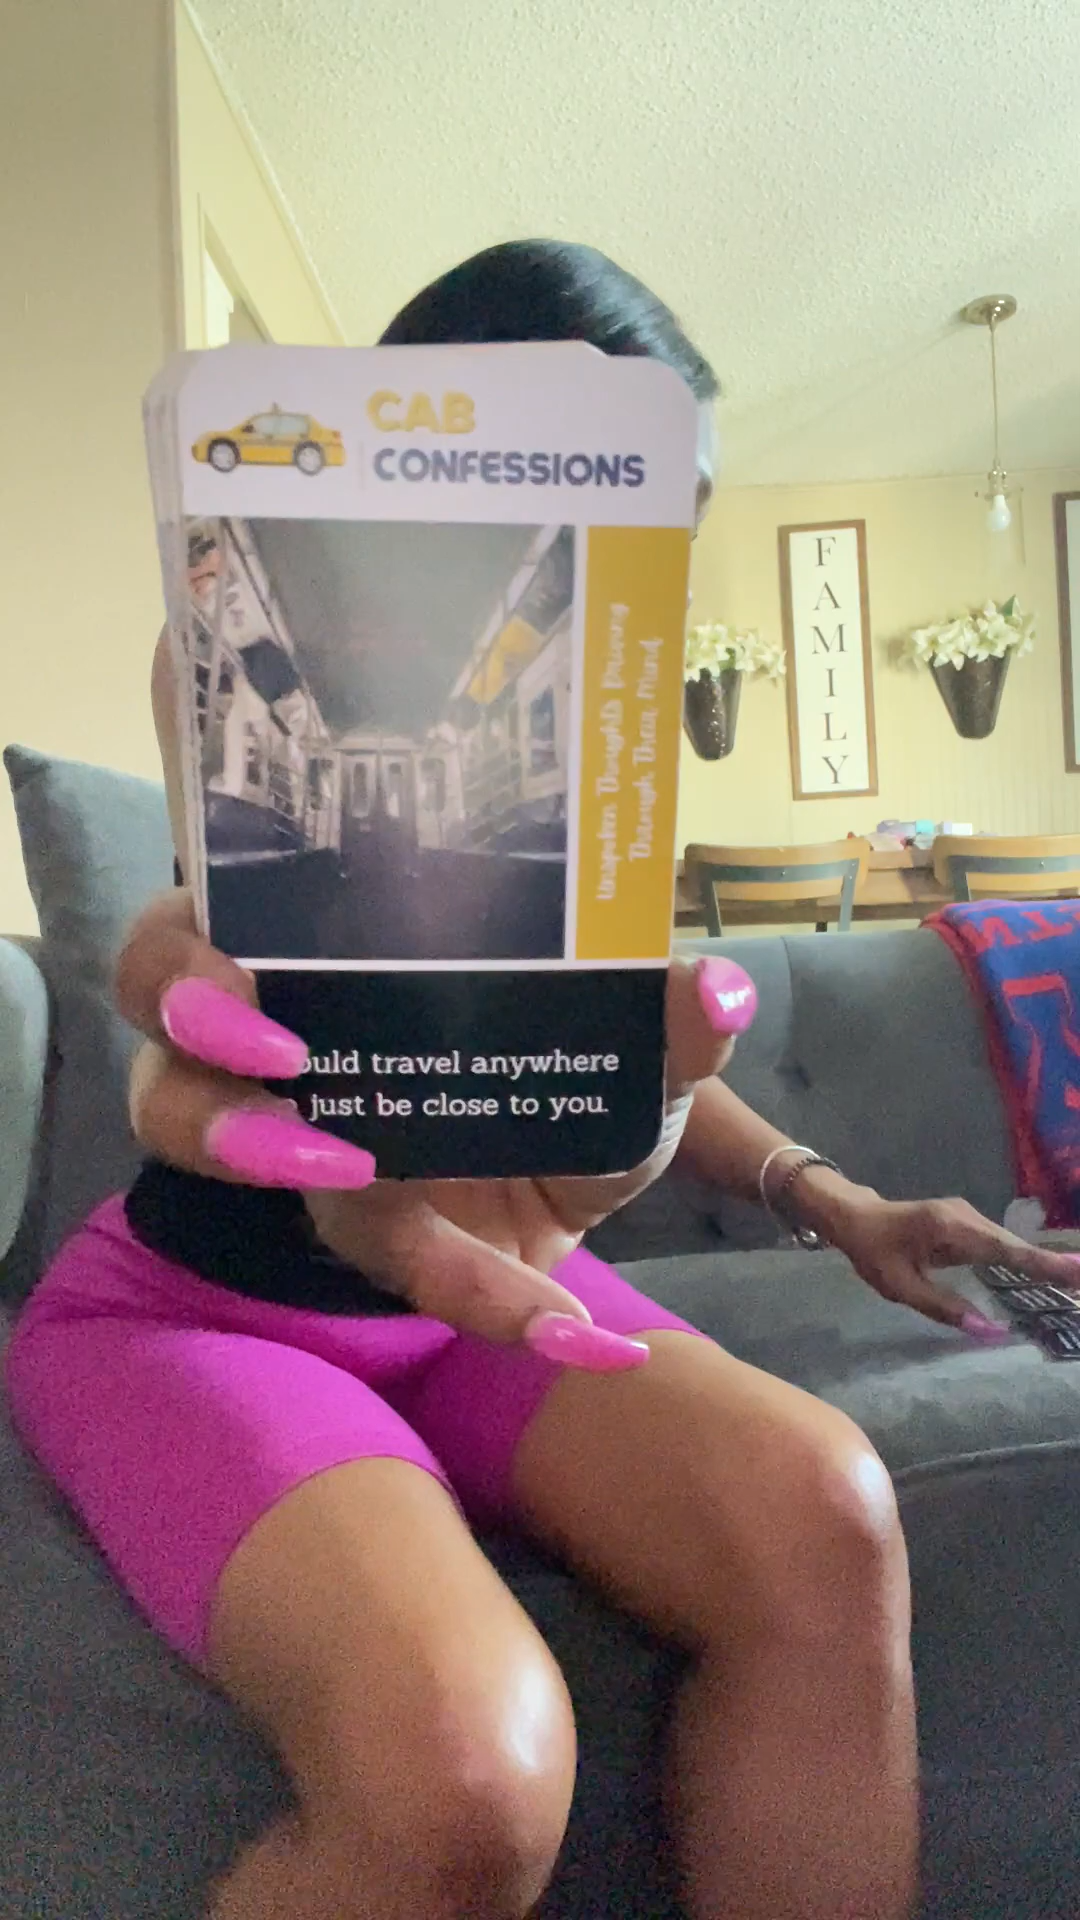 CAB
CONFESSIONS
Unspoken Thoughts Driving
Through Their Mind
ould travel anywhere
just be close to you.
FAMILY